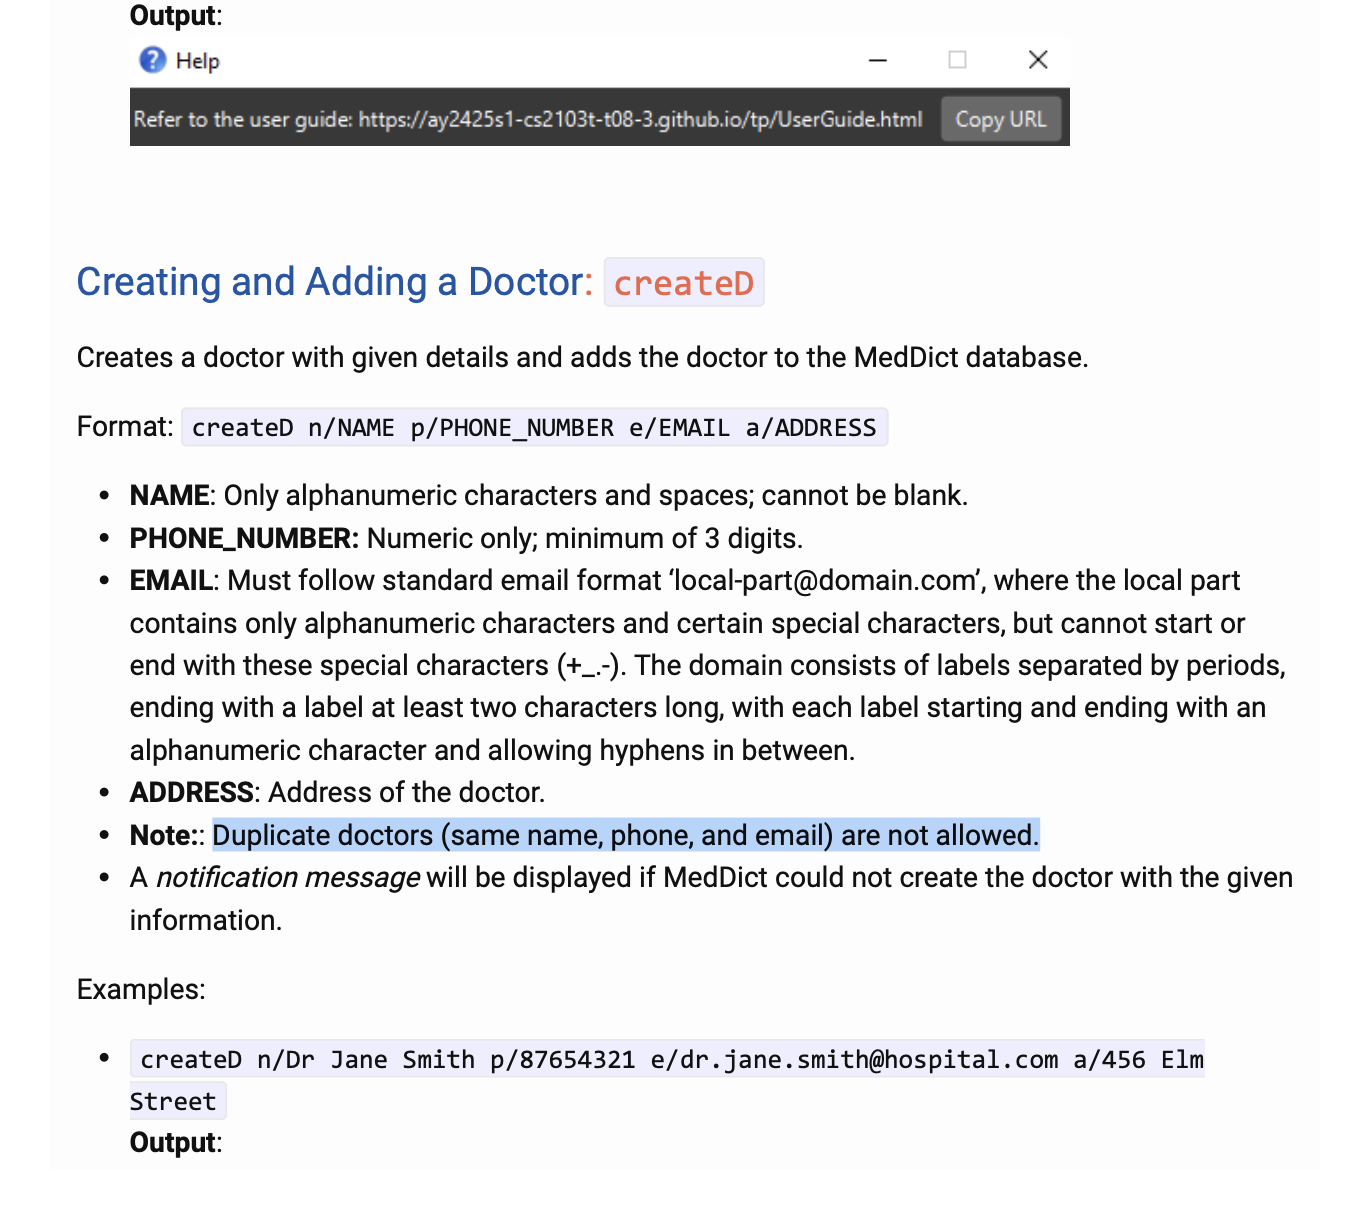 Output:
Help
Refer to the user guide: https://ay2425s1-cs2103t-t08-3.github.io/tp/UserGuide.html Copy URL
Creating and Adding a Doctor: createD
Creates a doctor with given details and adds the doctor to the MedDict database.
Format: createD n/NAME p/PHONE_NUMBER e/EMAIL a/ADDRESS
• NAME: Only alphanumeric characters and spaces; cannot be blank.
• PHONE_NUMBER: Numeric only; minimum of 3 digits.
• EMAIL: Must follow standard email format ‘local-part@domain.com’, where the local part
contains only alphanumeric characters and certain special characters, but cannot start or
end with these special characters (+_.-). The domain consists of labels separated by periods,
ending with a label at least two characters long, with each label starting and ending with an
alphanumeric character and allowing hyphens in between.
• ADDRESS: Address of the doctor.
• Note:: Duplicate doctors (same name, phone, and email) are not allowed.
• A notification message will be displayed if MedDict could not create the doctor with the given
information.
Examples:
• createD n/Dr Jane Smith p/87654321 e/dr.jane.smith@hospital.com a/456 Elm
Street
Output: